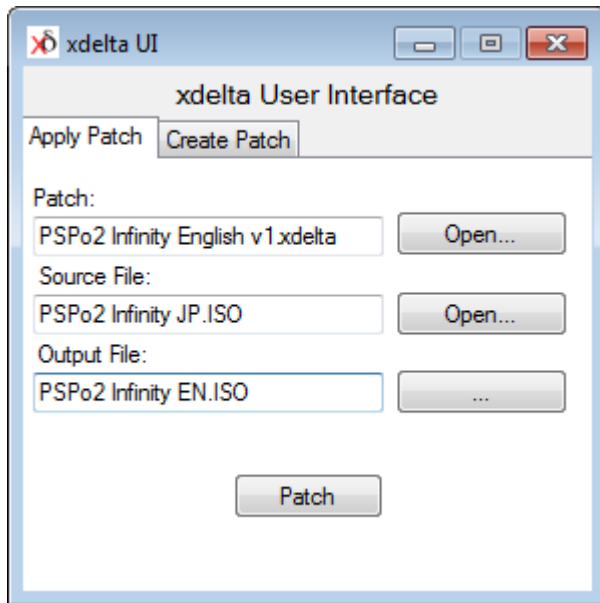 xdelta UI
xdelta User Interface
Apply Patch Create Patch
Patch:
PSPo2 Infinity English v1.xdelta Open...
Source File:
PSPo2 Infinity JP.ISO Open...
Output File:
PSPo2 Infinity EN.ISO ...
Patch